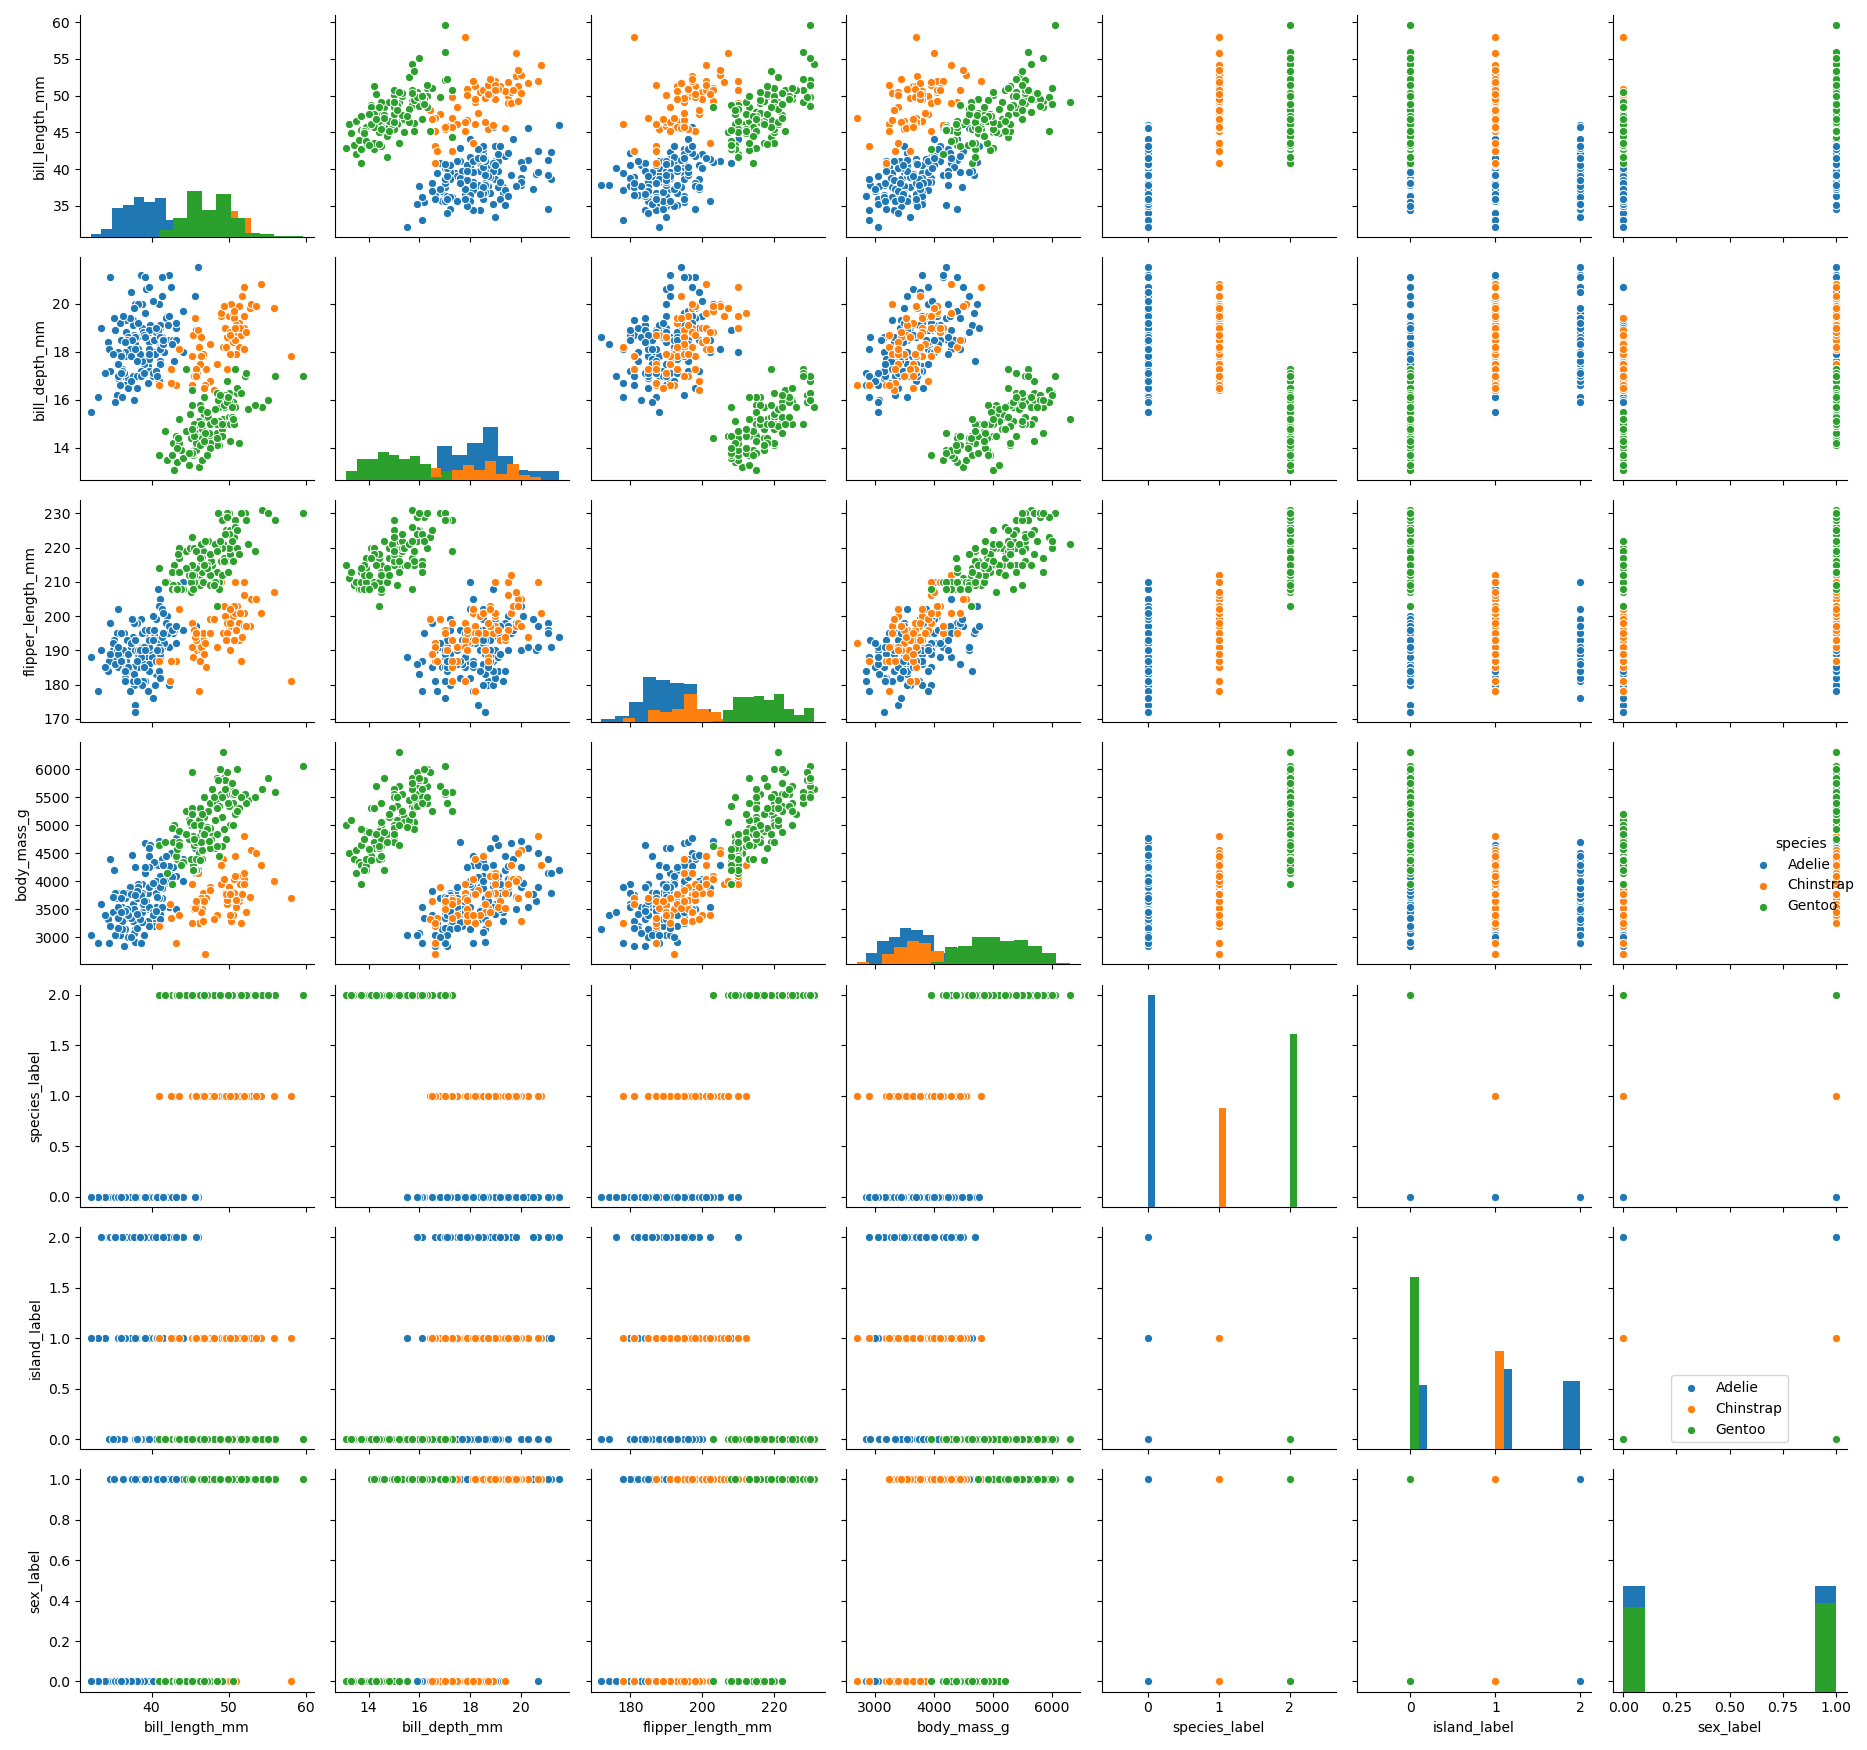 60
55
50
45
40
35
bill_length_mm
20
18
16
14
bill_depth_mm
230
220
210
200
190
180
170
flipper_length_mm
6000
5500
5000
4500
4000
3500
3000
body_mass_g
species
Adelie
Chinstrap
Gentoo
2.0
1.5
1.0
0.5
0.0
species_label
2.0
1.5
1.0
0.5
0.0
island_label
Adelie
Chinstrap
Gentoo
1.0
0.8
0.6
0.4
0.2
0.0
sex_label
40 50 60 14 16 18 20 180 200 220 3000 4000 5000 6000 0 1 2 0 1 2 0.00 0.25 0.50 0.75 1.00
bill_length_mm bill_depth_mm flipper_length_mm body_mass_g species_label island_label sex_label